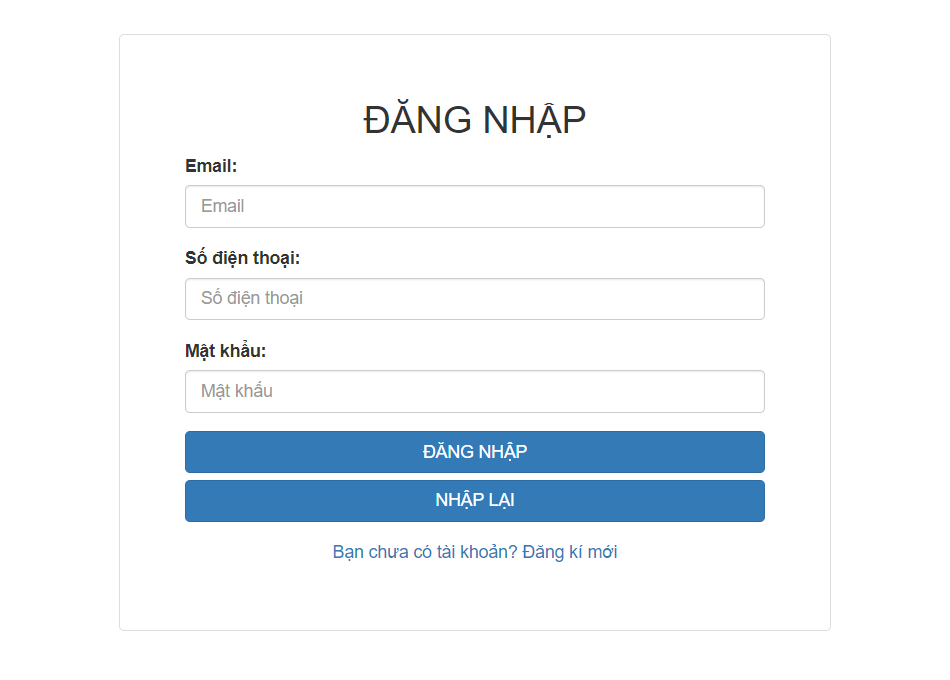 ĐĂNG NHẬP
Email:
Email
Số điện thoại:
Số điện thoại
Mật khẩu:
Mật khẩu
ĐĂNG NHẬP
NHẬP LẠI
Bạn chưa có tài khoản? Đăng kí mới